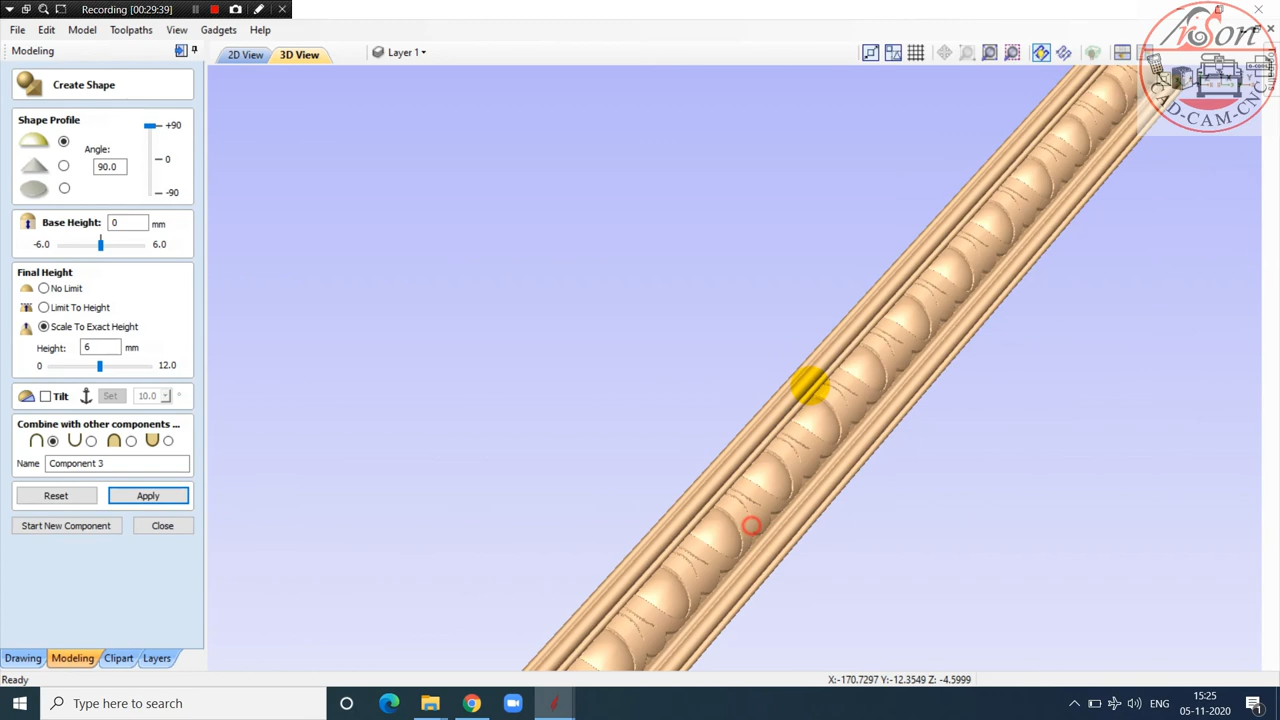 Recording [00:29:39]
File Edit Model Toolpaths View Gadgets Help
Modeling
2D View 3D View Layer 1
Create Shape
Shape Profile
+90
Angle:
0
90.0
-90
Base Height: 0 mm
-6.0 6.0
Final Height
No Limit
Limit To Height
Scale To Exact Height
Height: 6 mm
0 12.0
Tilt Set 10.0 °
Combine with other components ...
Name Component 3
Reset Apply
Start New Component Close
Drawing Modeling Clipart Layers
Ready X:-170.7297 Y:-12.3549 Z: -4.5999
Type here to search
ENG 15:25
05-11-2020
1
CAD-CAM-CNC